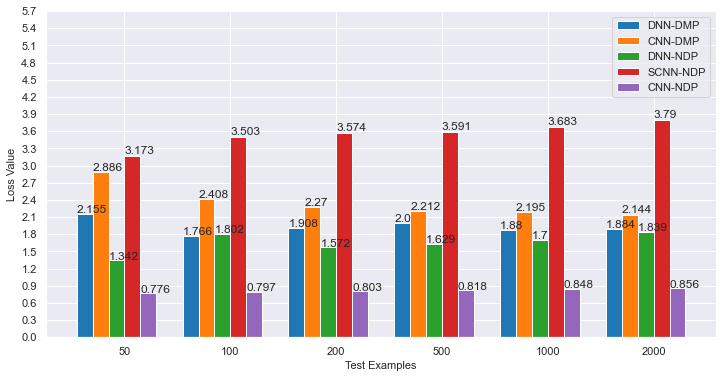 5.7
5.4
5.1
4.8
4.5
4.2
3.9
3.6
3.3
3.0
2.7
2.4
2.1
1.8
1.5
1.2
0.9
0.6
0.3
0.0
Loss Value
DNN-DMP
CNN-DMP
DNN-NDP
SCNN-NDP
CNN-NDP
2.155 2.886 1.342 3.173 0.776
1.766 2.408 1.802 3.503 0.797
1.908 2.27 1.572 3.574 0.803
2.0 2.212 1.629 3.591 0.818
1.88 2.195 1.7 3.683 0.848
1.884 2.144 1.839 3.79 0.856
50 100 200 500 1000 2000
Test Examples